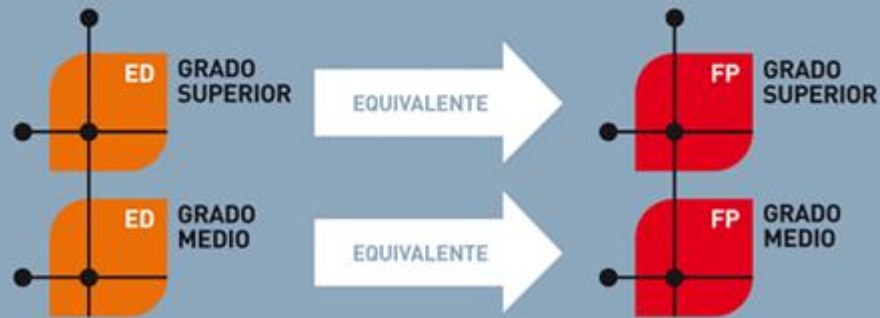 ED GRADO
SUPERIOR
EQUIVALENTE
FP GRADO
SUPERIOR
ED GRADO
MEDIO
EQUIVALENTE
FP GRADO
MEDIO